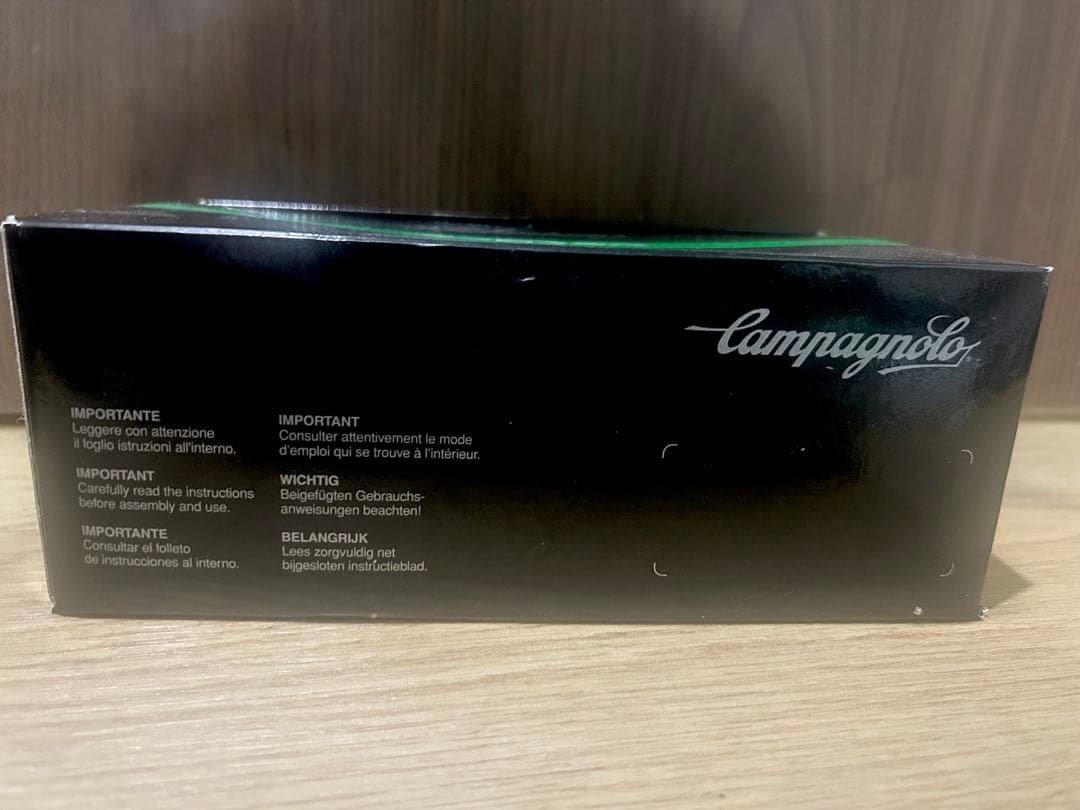 Campagnolo
IMPORTANTE
Leggere con attenzione
il foglio istruzioni all'interno.
IMPORTANT
Carefully read the instructions
before assembly and use.
IMPORTANTE
Consultar el folleto
de instrucciones al interno.
IMPORTANT
Consulter attentivement le mode
d'emploi qui se trouve à l'intérieur.
WICHTIG
Beigefügten Gebrauchs-
anweisungen beachten!
BELANGRIJK
Lees zorgvuldig net
bijgesloten instructieblad.